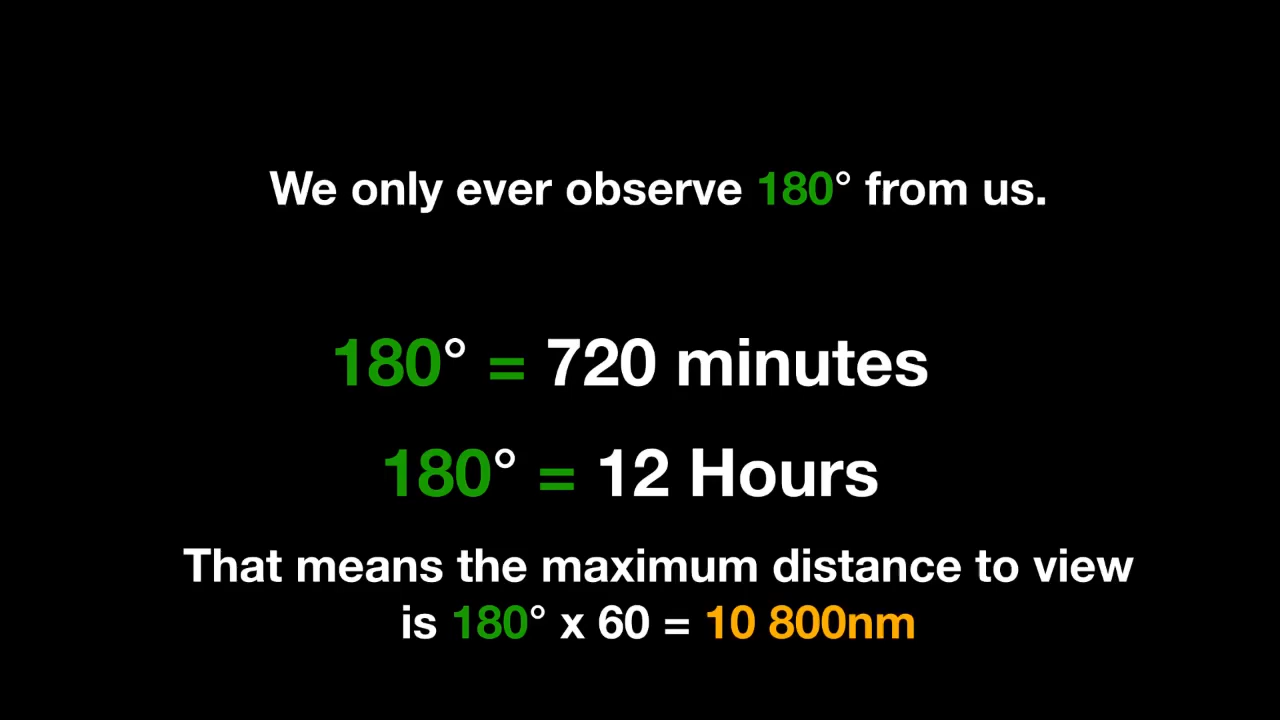 We only ever observe 180° from us.
180° = 720 minutes
180° = 12 Hours
That means the maximum distance to view
is 180° x 60 = 10 800nm